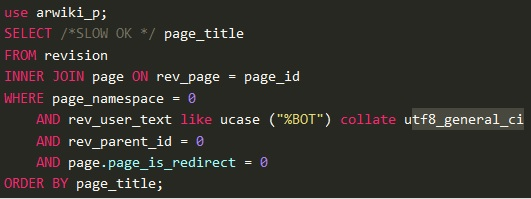 use arwiki_p;
SELECT /*SLOW OK */ page_title
FROM revision
INNER JOIN page ON rev_page = page_id
WHERE page_namespace = 0
    AND rev_user_text like ucase ("%BOT") collate utf8_general_ci
    AND rev_parent_id = 0
    AND page.page_is_redirect = 0
ORDER BY page_title;